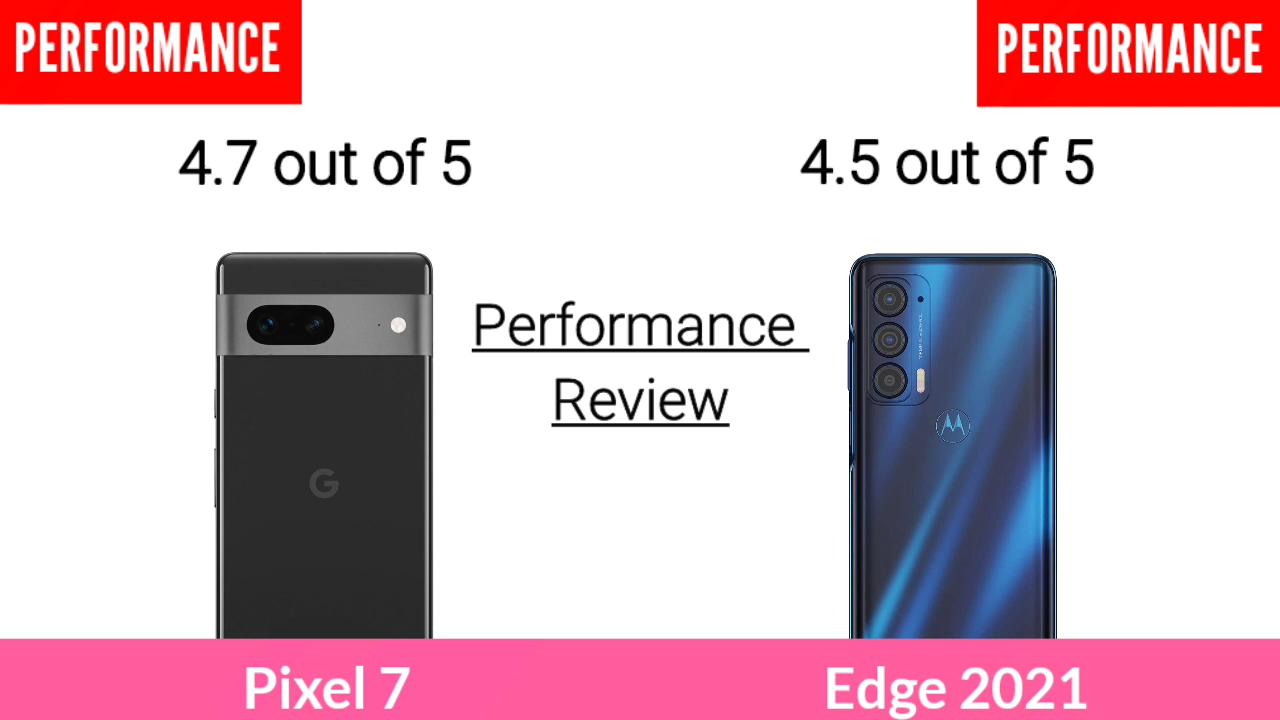 PERFORMANCE
PERFORMANCE
4.7 out of 5
4.5 out of 5
Performance
Review
G
Pixel 7
Edge 2021